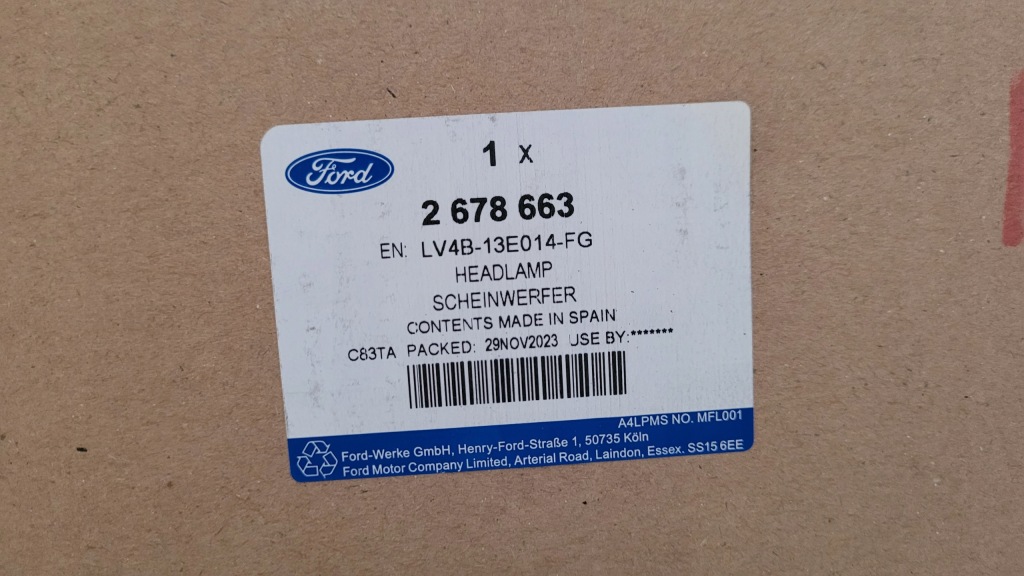 Ford
1 x
2 678 663
EN: LV4B-13E014-FG
HEADLAMP
SCHEINWERFER
CONTENTS MADE IN SPAIN
C83TA PACKED: 29NOV2023 USE BY:*******
A4LPMS NO. MFL001
Ford-Werke GmbH, Henry-Ford-Straße 1, 50735 Köln
Ford Motor Company Limited, Arterial Road, Laindon, Essex. SS15 6EE